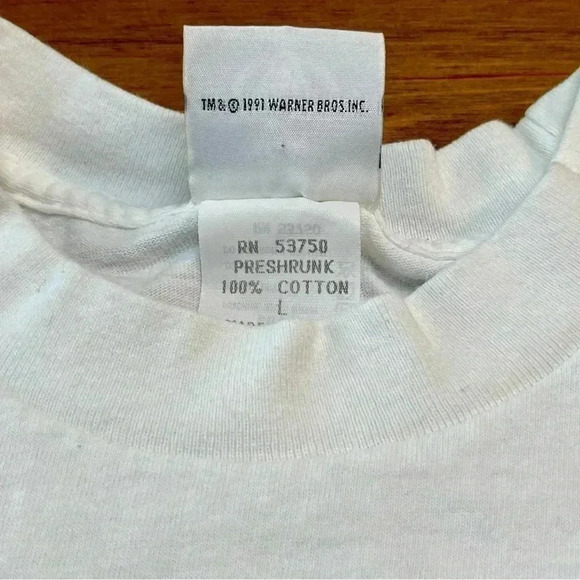 TM & © 1991 WARNER BROS. INC.
RN 53750
PRESHRUNK
100% COTTON
L